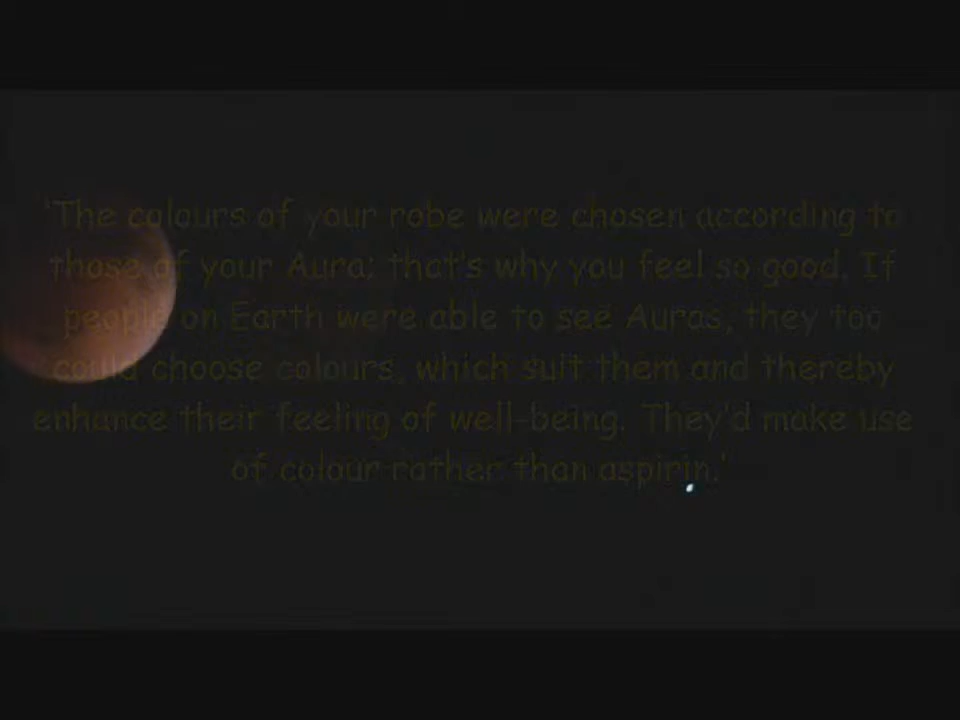 'The colours of your robe were chosen according to
those of your Aura; that's why you feel so good. If
people on Earth were able to see Auras, they too
could choose colours, which suit them and thereby
enhance their feeling of well-being. They'd make use
of colour rather than aspirin.'